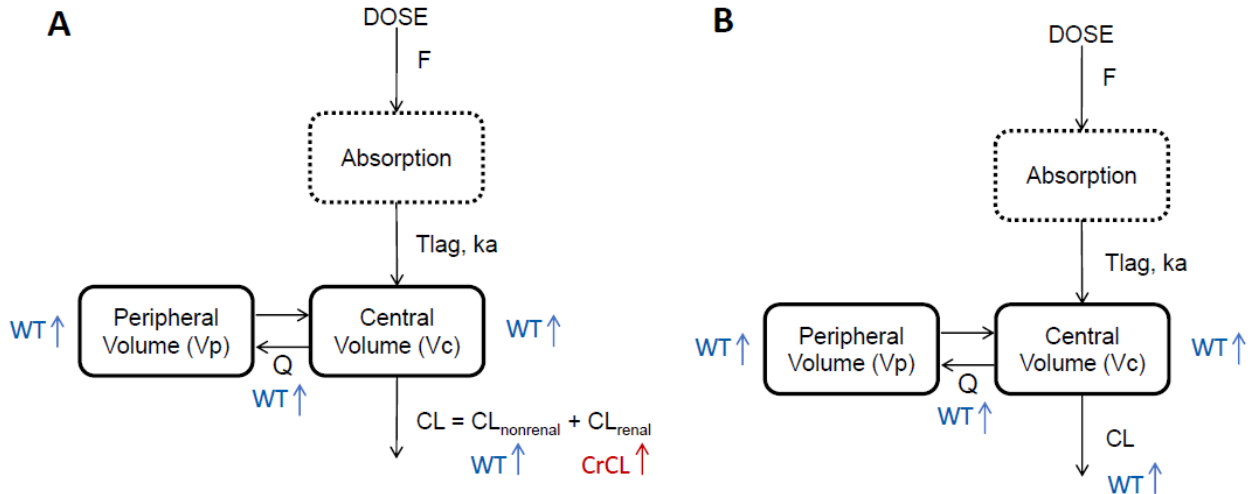 A
DOSE
F
Absorption
Tlag, ka
WT ↑
Peripheral
Volume (Vp)
Central
Volume (Vc)
WT ↑
Q
WT ↑
CL = CLnonrenal + CLrenal
WT ↑ CrCL ↑
B
DOSE
F
Absorption
Tlag, ka
WT ↑
Peripheral
Volume (Vp)
Central
Volume (Vc)
WT ↑
Q
WT ↑
CL
WT ↑